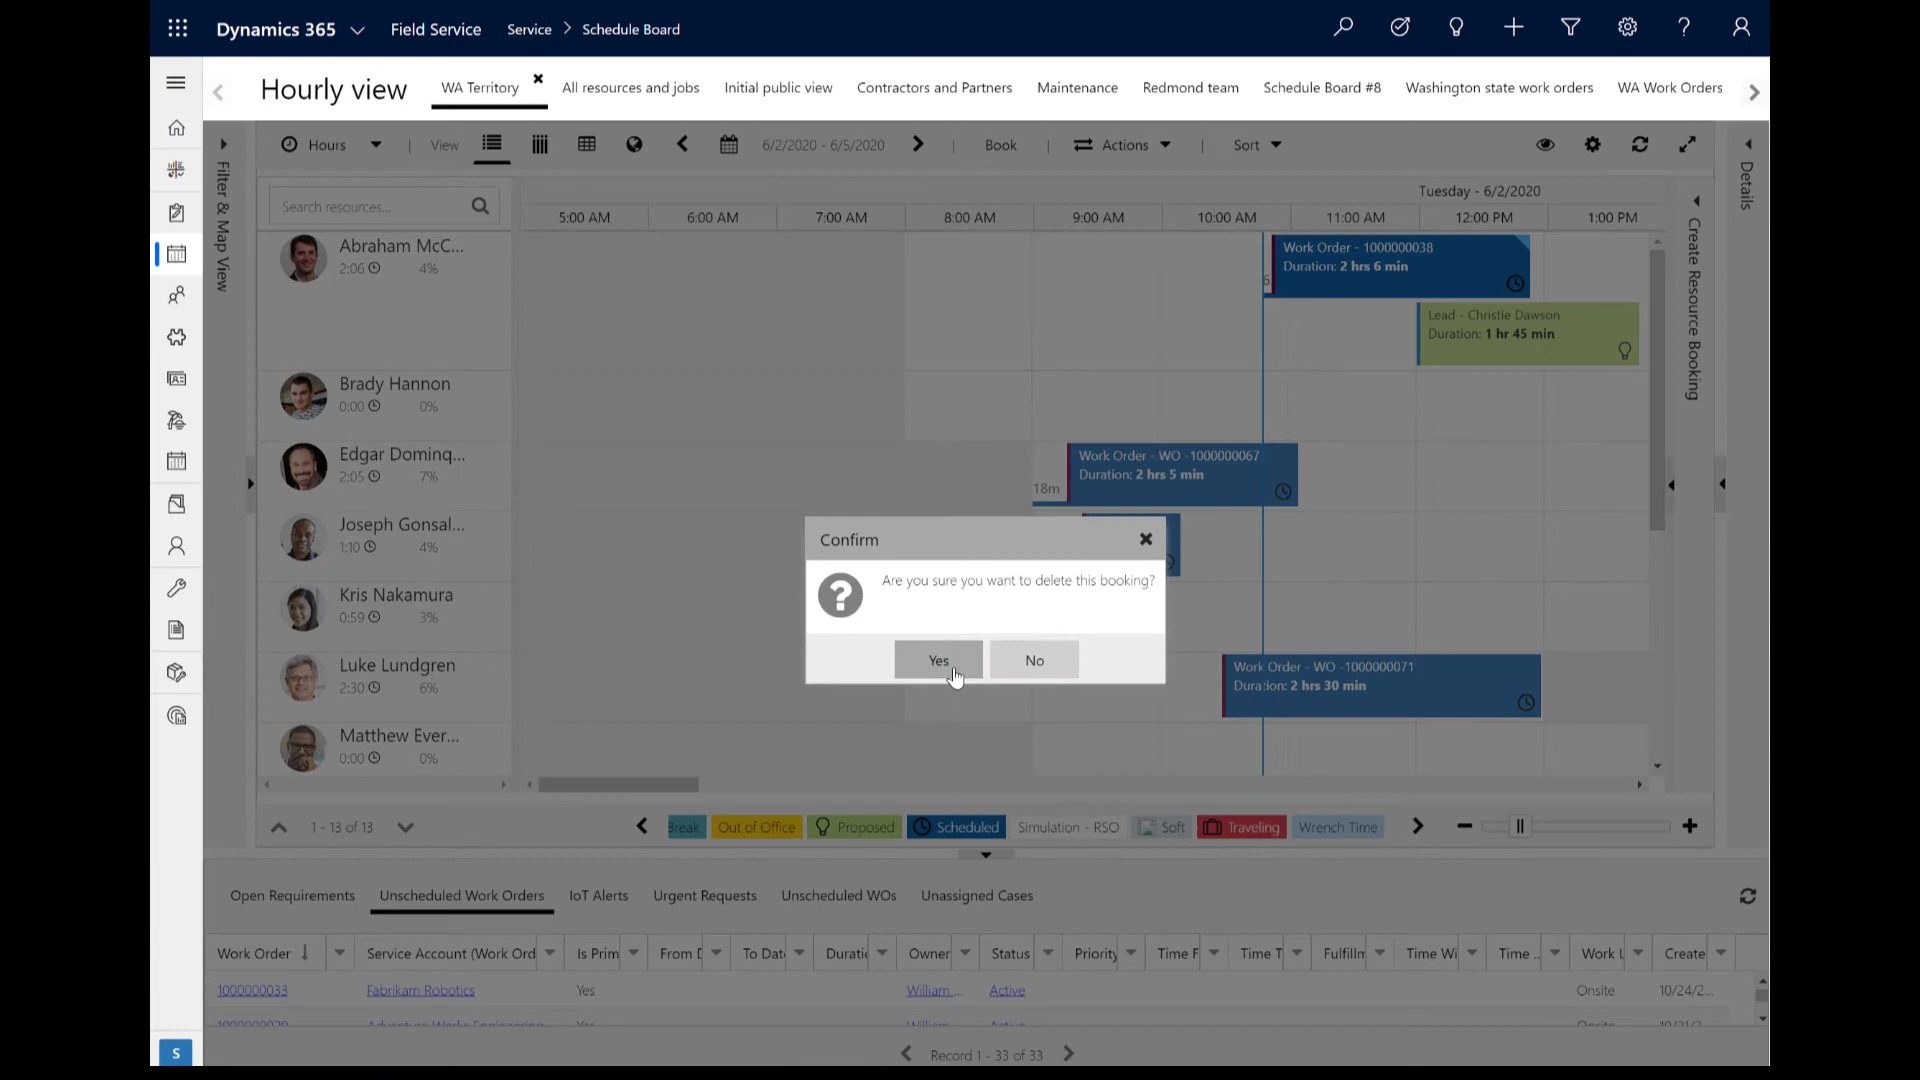 Dynamics 365
Field Service
Service > Schedule Board
Hourly view
WA Territory
All resources and jobs
Initial public view
Contractors and Partners
Maintenance
Redmond team
Schedule Board #8
Washington state work orders
WA Work Orders
Filter & Map View
Hours
View
6/2/2020 - 6/5/2020
Book
Actions
Sort
Details
Create Resource Booking
Search resources...
Tuesday - 6/2/2020
5:00 AM 6:00 AM 7:00 AM 8:00 AM 9:00 AM 10:00 AM 11:00 AM 12:00 PM 1:00 PM
Abraham McC...
2:06 4%
6
Work Order - 1000000038
Duration: 2 hrs 6 min
Lead - Christie Dawson
Duration: 1 hr 45 min
Brady Hannon
0:00 0%
Edgar Dominq...
2:05 7%
18m
Work Order - WO -1000000067
Duration: 2 hrs 5 min
Joseph Gonsal...
1:10 4%
Kris Nakamura
0:59 3%
Luke Lundgren
2:30 6%
Work Order - WO -1000000071
Duration: 2 hrs 30 min
Matthew Ever...
0:00 0%
Confirm
Are you sure you want to delete this booking?
Yes
No
1 - 13 of 13
Break
Out of Office
Proposed
Scheduled
Simulation - RSO
Soft
Traveling
Wrench Time
Open Requirements
Unscheduled Work Orders
IoT Alerts
Urgent Requests
Unscheduled WOs
Unassigned Cases
Work Order Service Account (Work Ord Is Prim From D To Date Duratic Owner Status Priority Time F Time T Fulfillm Time Wi Time ... Work L Create
1000000033 Fabrikam Robotics Yes William ... Active Onsite 10/24/2...
Record 1 - 33 of 33
S